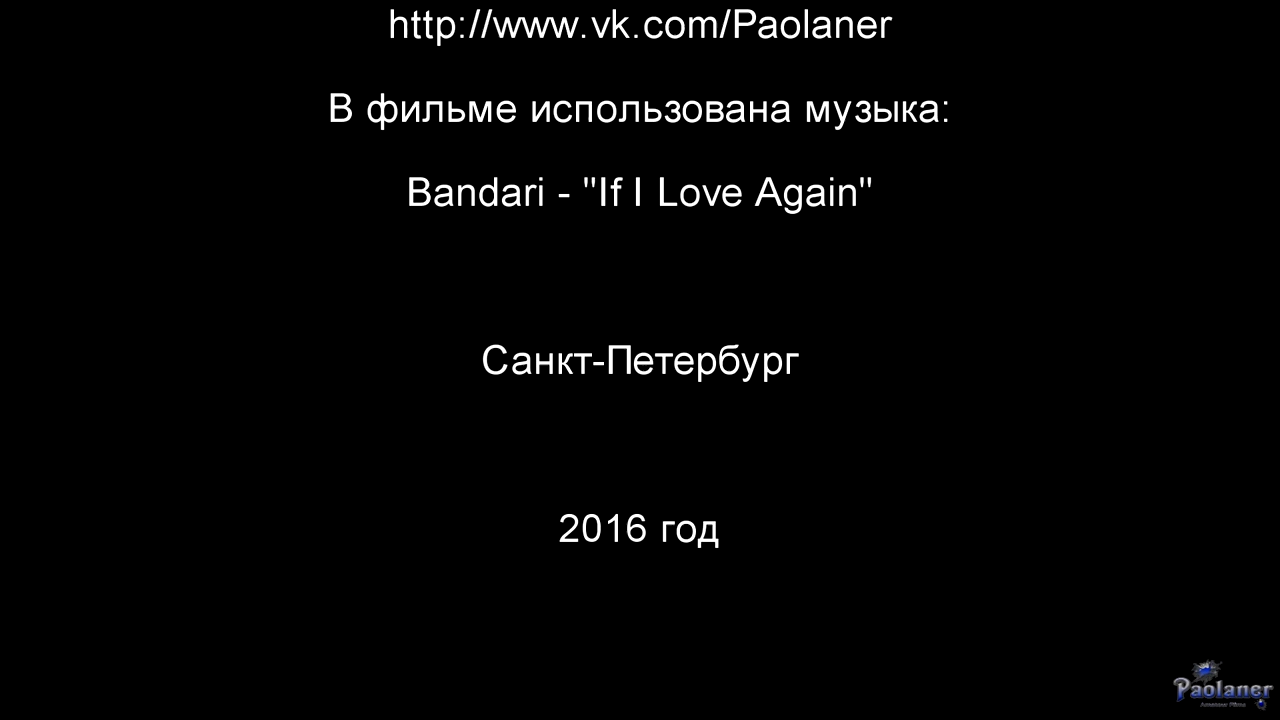 http://www.vk.com/Paolaner
В фильме использована музыка:
Bandari - "If I Love Again"
Санкт-Петербург
2016 год
Paolaner